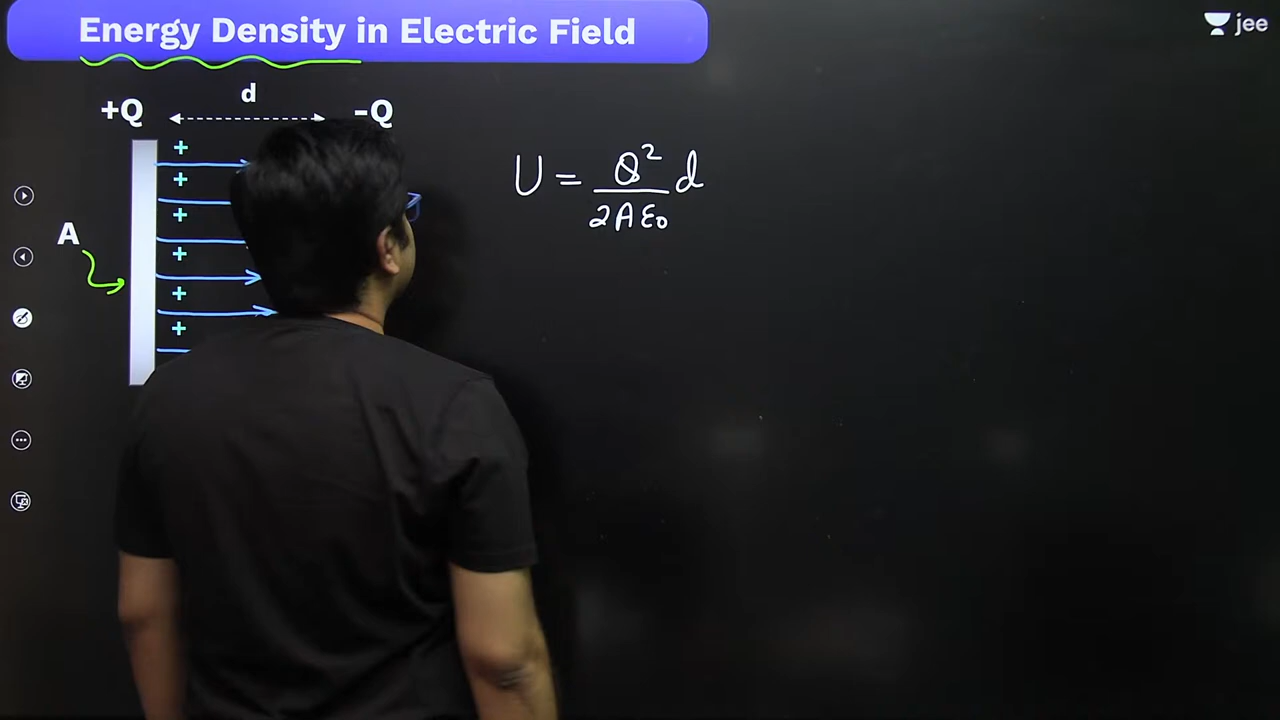 Energy Density in Electric Field
jee
d
+Q
-Q
+
+
+
+
+
+
A
U = Q²/2Aε₀ d